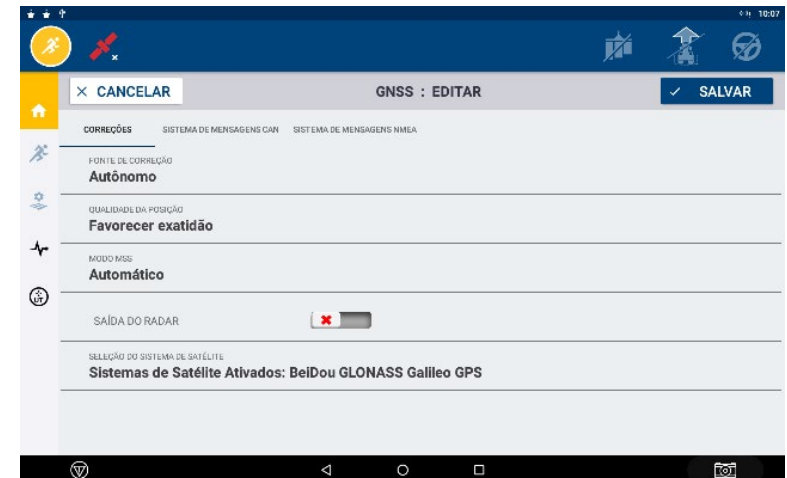 10:07
× CANCELAR
GNSS : EDITAR
✓ SALVAR
CORREÇÕES
SISTEMA DE MENSAGENS CAN
SISTEMA DE MENSAGENS NMEA
FONTE DE CORREÇÃO
Autônomo
QUALIDADE DA POSIÇÃO
Favorecer exatidão
MODO MSS
Automático
SAÍDA DO RADAR
SELEÇÃO DO SISTEMA DE SATÉLITE
Sistemas de Satélite Ativados: BeiDou GLONASS Galileo GPS
UT